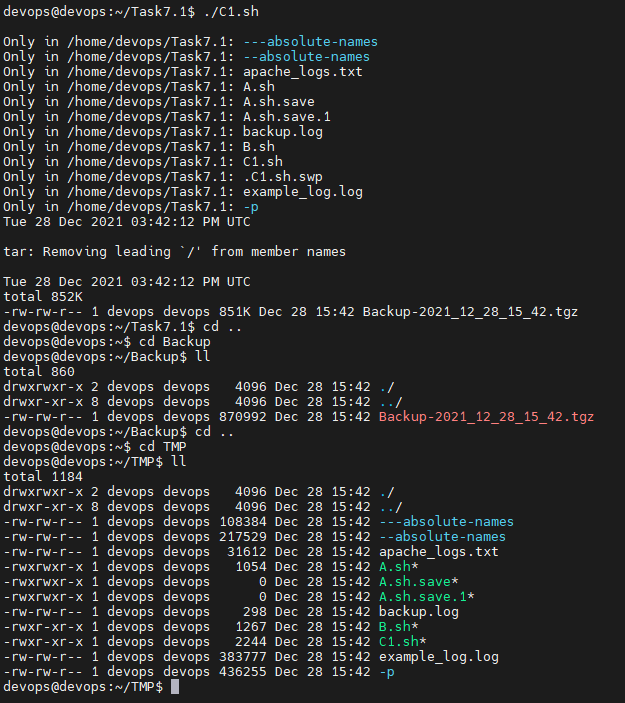 devops@devops:~/Task7.1$ ./C1.sh
Only in /home/devops/Task7.1: ---absolute-names
Only in /home/devops/Task7.1: --absolute-names
Only in /home/devops/Task7.1: apache_logs.txt
Only in /home/devops/Task7.1: A.sh
Only in /home/devops/Task7.1: A.sh.save
Only in /home/devops/Task7.1: A.sh.save.1
Only in /home/devops/Task7.1: backup.log
Only in /home/devops/Task7.1: B.sh
Only in /home/devops/Task7.1: C1.sh
Only in /home/devops/Task7.1: .C1.sh.swp
Only in /home/devops/Task7.1: example_log.log
Only in /home/devops/Task7.1: -p
Tue 28 Dec 2021 03:42:12 PM UTC
tar: Removing leading `/' from member names
Tue 28 Dec 2021 03:42:12 PM UTC
total 852K
-rw-rw-r-- 1 devops devops 851K Dec 28 15:42 Backup-2021_12_28_15_42.tgz
devops@devops:~/Task7.1$ cd ..
devops@devops:~$ cd Backup
devops@devops:~/Backup$ ll
total 860
drwxrwxr-x 2 devops devops   4096 Dec 28 15:42 ./
drwxr-xr-x 8 devops devops   4096 Dec 28 15:42 ../
-rw-rw-r-- 1 devops devops 870992 Dec 28 15:42 Backup-2021_12_28_15_42.tgz
devops@devops:~/Backup$ cd ..
devops@devops:~$ cd TMP
devops@devops:~/TMP$ ll
total 1184
drwxrwxr-x 2 devops devops   4096 Dec 28 15:42 ./
drwxr-xr-x 8 devops devops   4096 Dec 28 15:42 ../
-rw-rw-r-- 1 devops devops 108384 Dec 28 15:42 ---absolute-names
-rw-rw-r-- 1 devops devops 217529 Dec 28 15:42 --absolute-names
-rw-rw-r-- 1 devops devops  31612 Dec 28 15:42 apache_logs.txt
-rwxr-xr-x 1 devops devops   1054 Dec 28 15:42 A.sh*
-rwxrwxr-x 1 devops devops      0 Dec 28 15:42 A.sh.save*
-rwxrwxr-x 1 devops devops      0 Dec 28 15:42 A.sh.save.1*
-rw-rw-r-- 1 devops devops    298 Dec 28 15:42 backup.log
-rwxr-xr-x 1 devops devops   1267 Dec 28 15:42 B.sh*
-rwxr-xr-x 1 devops devops   2244 Dec 28 15:42 C1.sh*
-rw-rw-r-- 1 devops devops 383777 Dec 28 15:42 example_log.log
-rw-rw-r-- 1 devops devops 436255 Dec 28 15:42 -p
devops@devops:~/TMP$